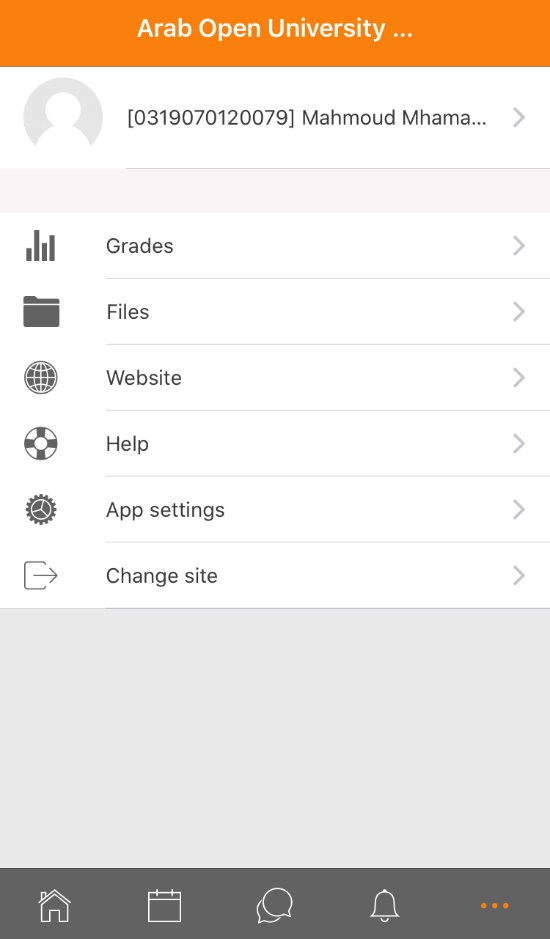 Arab Open University ...
[0319070120079] Mahmoud Mhama...
Grades
Files
Website
Help
App settings
Change site